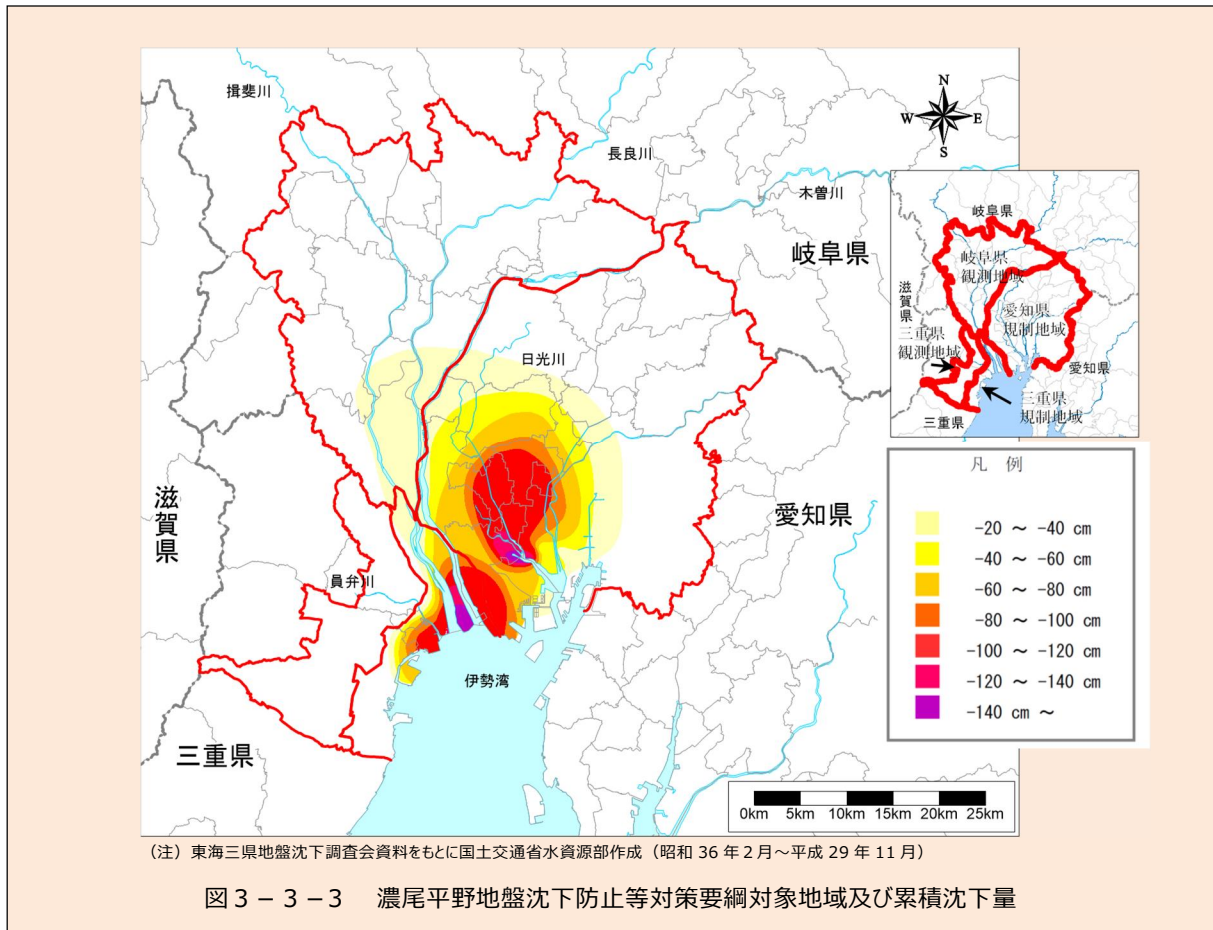 揖斐川
長良川
木曽川
岐阜県
日光川
滋賀県
愛知県
員弁川
伊勢湾
三重県
N
W
E
S
岐阜県
岐阜県
観測地域
滋賀県
愛知県
規制地域
三重県
観測地域
愛知県
三重県
規制地域
三重県
凡 例
-20 ～ -40 cm
-40 ～ -60 cm
-60 ～ -80 cm
-80 ～ -100 cm
-100 ～ -120 cm
-120 ～ -140 cm
-140 cm ～
0km 5km 10km 15km 20km 25km
（注）東海三県地盤沈下調査会資料をもとに国土交通省水資源部作成（昭和 36 年２月～平成 29 年 11 月）
図３－３－３ 濃尾平野地盤沈下防止等対策要綱対象地域及び累積沈下量